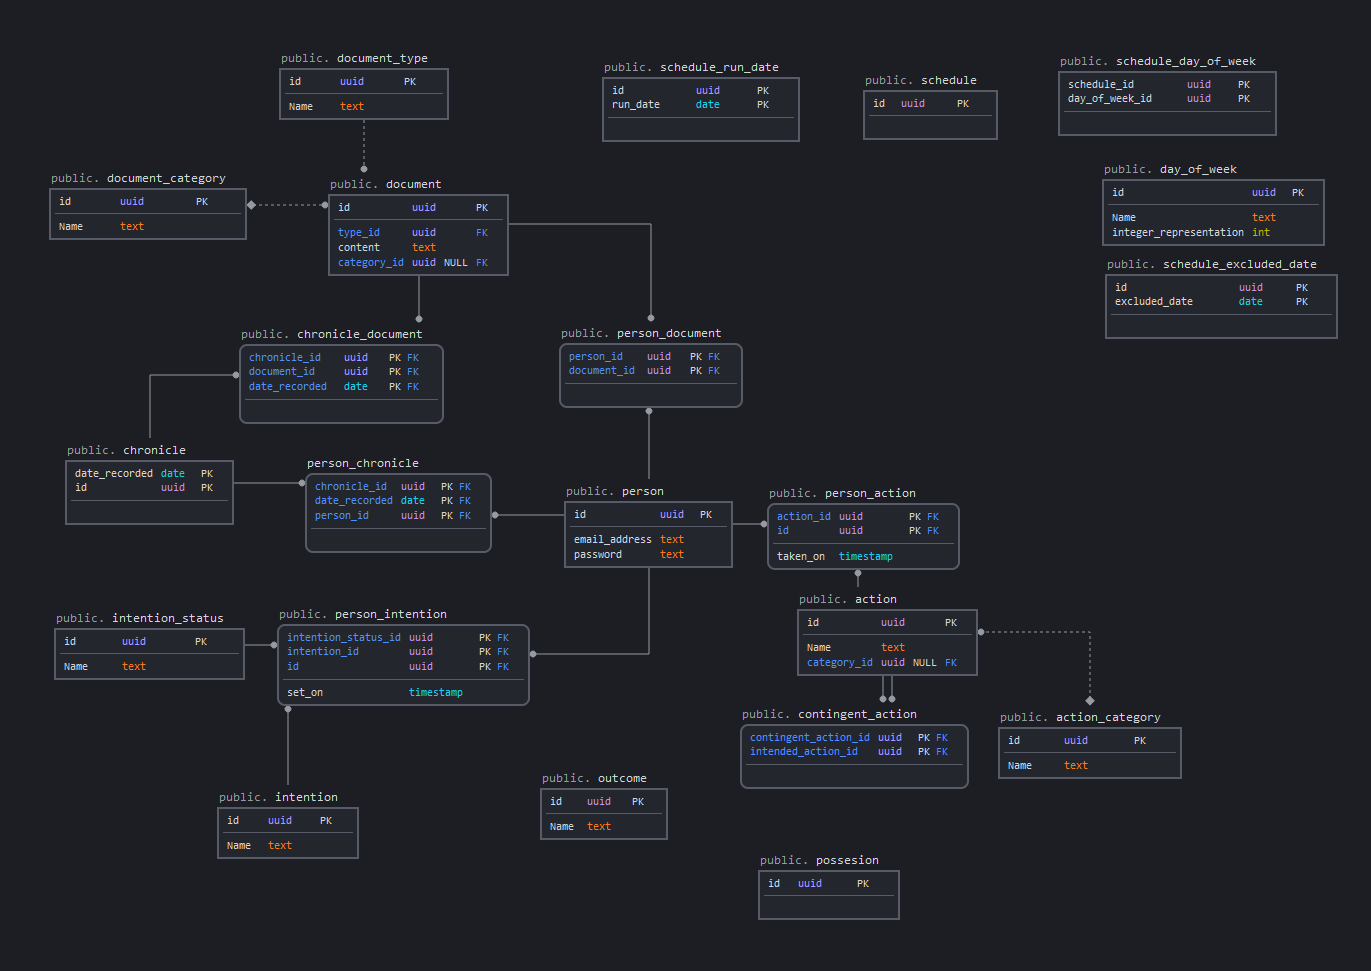 public. document_type
id uuid PK
Name text
public. schedule_run_date
id uuid PK
run_date date PK
public. schedule
id uuid PK
public. schedule_day_of_week
schedule_id uuid PK
day_of_week_id uuid PK
public. document_category
id uuid PK
Name text
public. document
id uuid PK
type_id uuid FK
content text
category_id uuid NULL FK
public. day_of_week
id uuid PK
Name text
integer_representation int
public. schedule_excluded_date
id uuid PK
excluded_date date PK
public. chronicle_document
chronicle_id uuid PK FK
document_id uuid PK FK
date_recorded date PK FK
public. person_document
person_id uuid PK FK
document_id uuid PK FK
public. chronicle
date_recorded date PK
id uuid PK
person_chronicle
chronicle_id uuid PK FK
date_recorded date PK FK
person_id uuid PK FK
public. person
id uuid PK
email_address text
password text
public. person_action
action_id uuid PK FK
id uuid PK FK
taken_on timestamp
public. intention_status
id uuid PK
Name text
public. person_intention
intention_status_id uuid PK FK
intention_id uuid PK FK
id uuid PK FK
set_on timestamp
public. action
id uuid PK
Name text
category_id uuid NULL FK
public. contingent_action
contingent_action_id uuid PK FK
intended_action_id uuid PK FK
public. action_category
id uuid PK
Name text
public. intention
id uuid PK
Name text
public. outcome
id uuid PK
Name text
public. possesion
id uuid PK